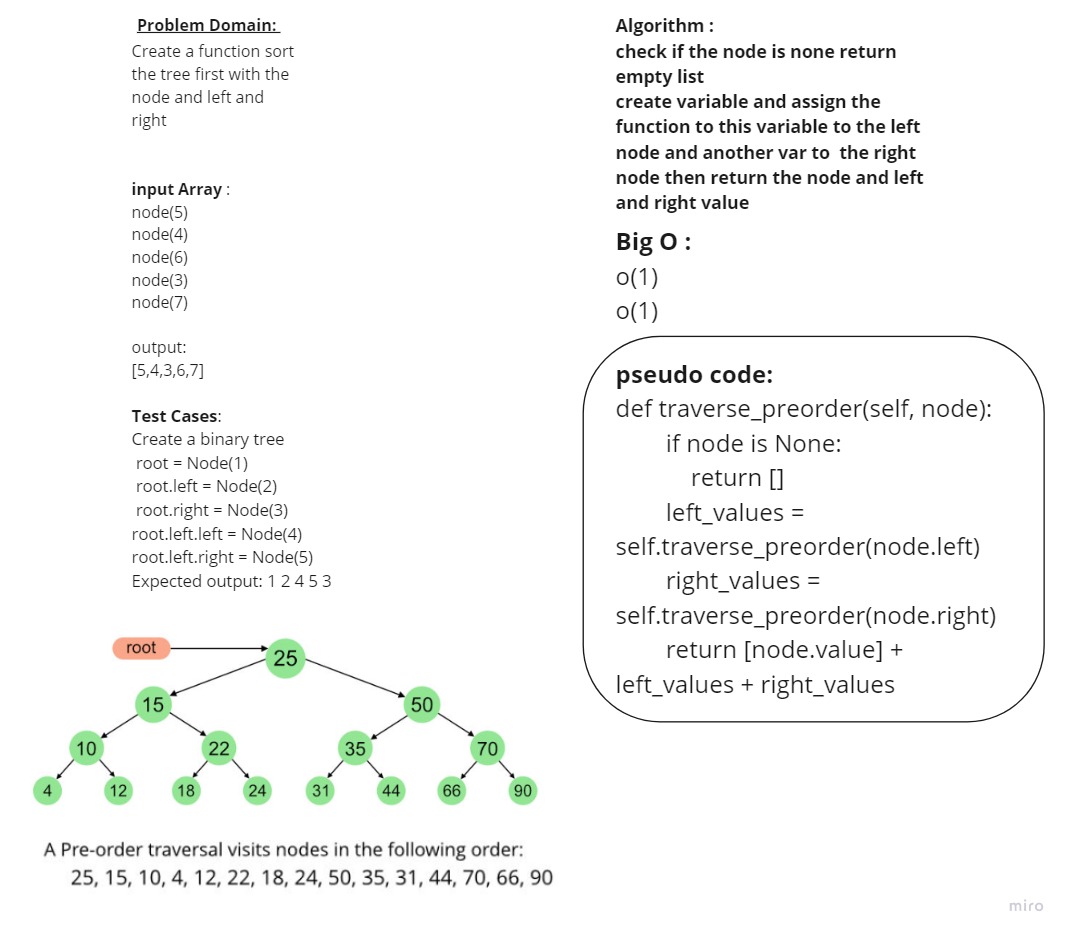 Problem Domain:
Create a function sort
the tree first with the
node and left and
right
input Array :
node(5)
node(4)
node(6)
node(3)
node(7)
output:
[5,4,3,6,7]
Test Cases:
Create a binary tree
root = Node(1)
root.left = Node(2)
root.right = Node(3)
root.left.left = Node(4)
root.left.right = Node(5)
Expected output: 1 2 4 5 3
root
25
15 50
10 22 35 70
4 12 18 24 31 44 66 90
A Pre-order traversal visits nodes in the following order:
25, 15, 10, 4, 12, 22, 18, 24, 50, 35, 31, 44, 70, 66, 90
Algorithm :
check if the node is none return
empty list
create variable and assign the
function to this variable to the left
node and another var to the right
node then return the node and left
and right value
Big O :
o(1)
o(1)
pseudo code:
def traverse_preorder(self, node):
if node is None:
return []
left_values =
self.traverse_preorder(node.left)
right_values =
self.traverse_preorder(node.right)
return [node.value] +
left_values + right_values
miro